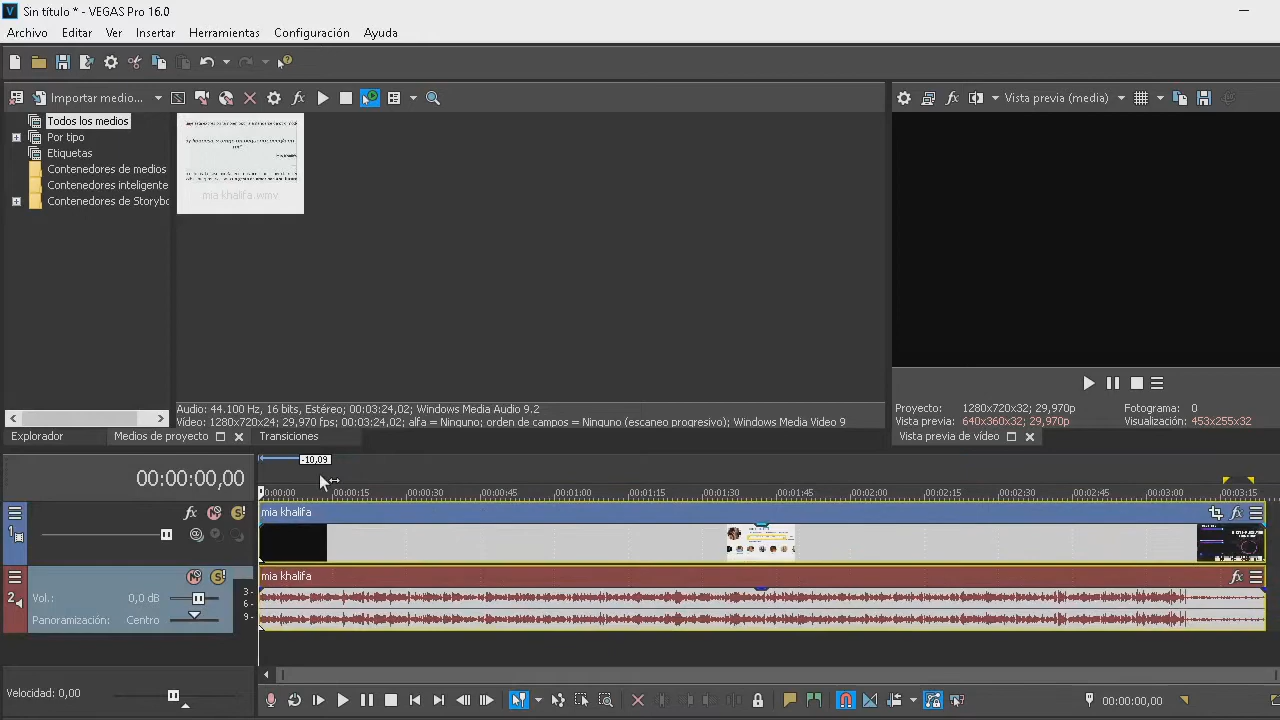 Sin título * - VEGAS Pro 16.0
Archivo Editar Ver Insertar Herramientas Configuración Ayuda
Importar medio...
Vista previa (media)
Todos los medios
Por tipo
Etiquetas
Contenedores de medios
Contenedores inteligente
Contenedores de Storybo
mia khalifa.wmv
Audio: 44.100 Hz, 16 bits, Estéreo; 00:03:24,02; Windows Media Audio 9.2
Vídeo: 1280x720x24; 29,970 fps; 00:03:24,02; alfa = Ninguno; orden de campos = Ninguno (escaneo progresivo); Windows Media Video 9
Proyecto: 1280x720x32; 29,970p Fotograma: 0
Vista previa: 640x360x32; 29,970p Visualización: 453x255x32
Explorador Medios de proyecto Transiciones
Vista previa de vídeo
-10.09
00:00:00,00
00:00:15 00:00:30 00:00:45 00:01:00 00:01:15 00:01:30 00:01:45 00:02:00 00:02:15 00:02:30 00:02:45 00:03:00 00:03:15
1 mia khalifa
2 mia khalifa
Vol.: 0,0 dB
Panoramización: Centro
3 -
6 -
9 -
Velocidad: 0,00
00:00:00,00